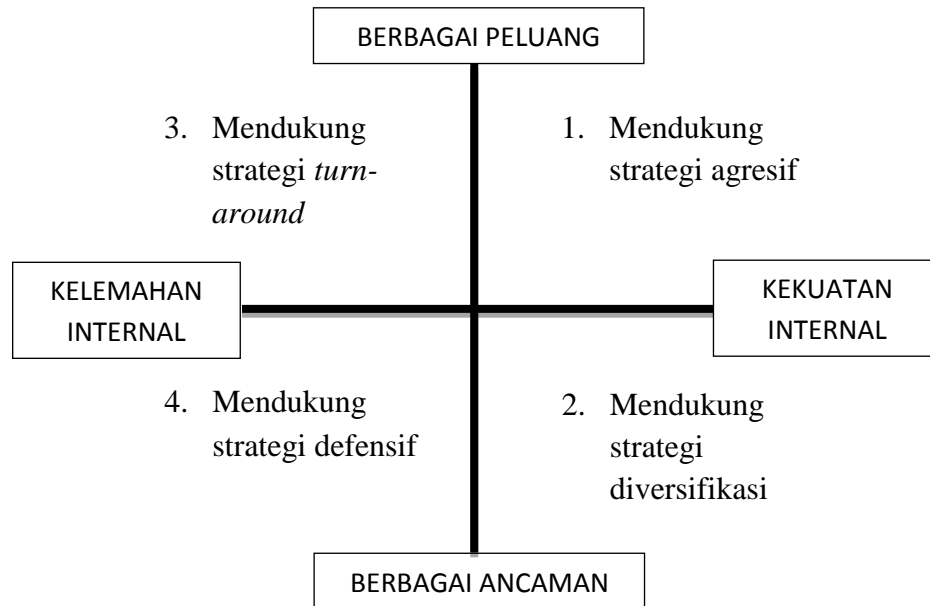 BERBAGAI PELUANG
3. Mendukung
strategi turn-
around
1. Mendukung
strategi agresif
KELEMAHAN
INTERNAL
KEKUATAN
INTERNAL
4. Mendukung
strategi defensif
2. Mendukung
strategi
diversifikasi
BERBAGAI ANCAMAN